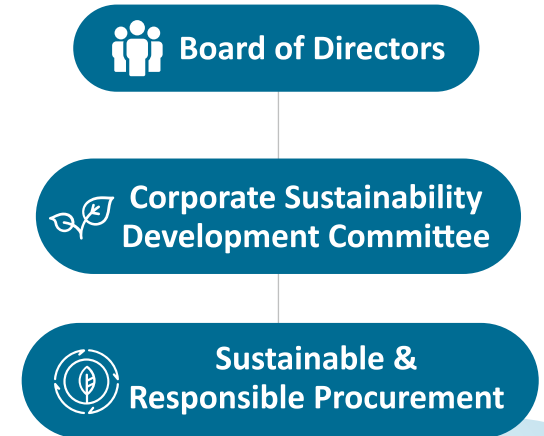 Board of Directors
Corporate Sustainability
Development Committee
Sustainable &
Responsible Procurement